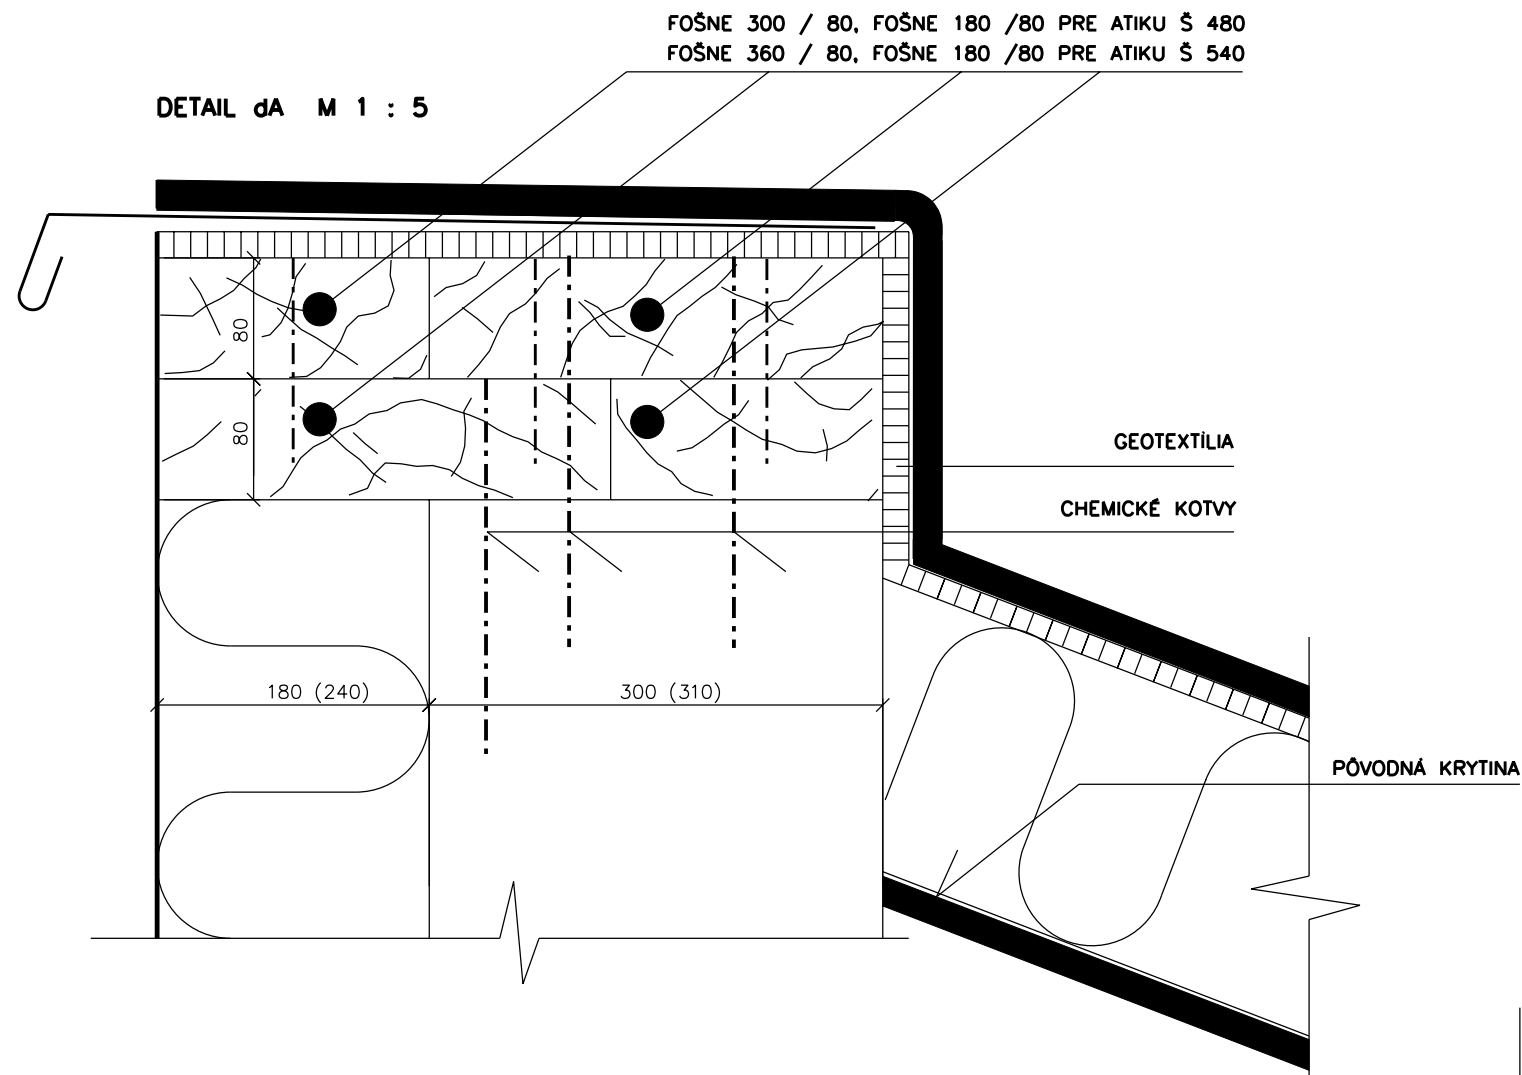 FOŠNE 300 / 80, FOŠNE 180 /80 PRE ATIKU Š 480
FOŠNE 360 / 80, FOŠNE 180 /80 PRE ATIKU Š 540
DETAIL dA M 1 : 5
80
80
GEOTEXTÍLIA
CHEMICKÉ KOTVY
180 (240)
300 (310)
PÔVODNÁ KRYTINA